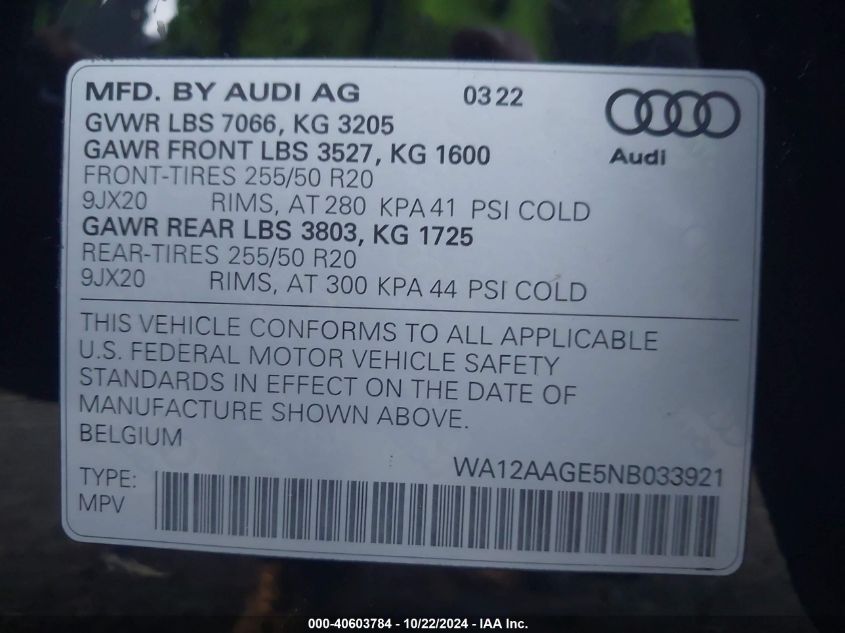 MFD. BY AUDI AG 03 22
GVWR LBS 7066, KG 3205
GAWR FRONT LBS 3527, KG 1600
FRONT-TIRES 255/50 R20
9JX20 RIMS, AT 280 KPA 41 PSI COLD
GAWR REAR LBS 3803, KG 1725
REAR-TIRES 255/50 R20
9JX20 RIMS, AT 300 KPA 44 PSI COLD
Audi
THIS VEHICLE CONFORMS TO ALL APPLICABLE
U.S. FEDERAL MOTOR VEHICLE SAFETY
STANDARDS IN EFFECT ON THE DATE OF
MANUFACTURE SHOWN ABOVE.
BELGIUM
WA12AAGE5NB033921
TYPE:
MPV
000-40603784 - 10/22/2024 - IAA Inc.